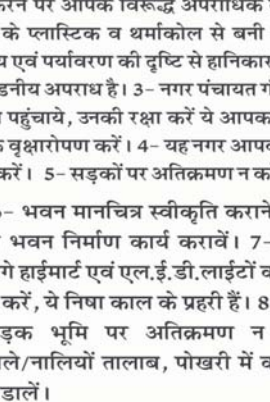 करने पर आपके विरूद्ध अपराधिक
के प्लास्टिक व थर्माकोल से बनी
एवं पर्यावरण की दृष्टि से हानिकार
डनीय अपराध है। 3- नगर पंचायत
पहुंचाये, उनकी रक्षा करें ये आपक
वृक्षारोपण करें। 4- यह नगर आप
करें। 5- सड़कों पर अतिक्रमण न क
- भवन मानचित्र स्वीकृति कराने
भवन निर्माण कार्य करावें। 7-
गे हाईमार्ट एवं एल.ई.डी.लाईटों
करें, ये निषा काल के प्रहरी हैं। 8
ड़क भूमि पर अतिक्रमण न
ले/नालियों तालाब, पोखरी में
डालें।